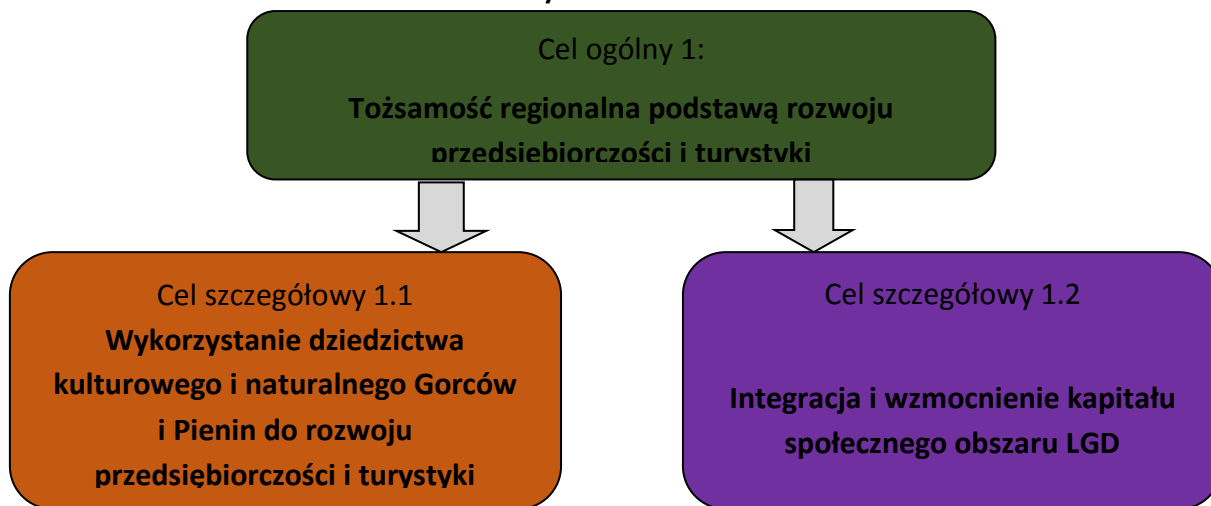 Cel ogólny 1:
Tożsamość regionalna podstawą rozwoju
przedsiębiorczości i turystyki
Cel szczegółowy 1.1
Wykorzystanie dziedzictwa
kulturowego i naturalnego Gorców
i Pienin do rozwoju
przedsiębiorczości i turystyki
Cel szczegółowy 1.2
Integracja i wzmocnienie kapitału
społecznego obszaru LGD